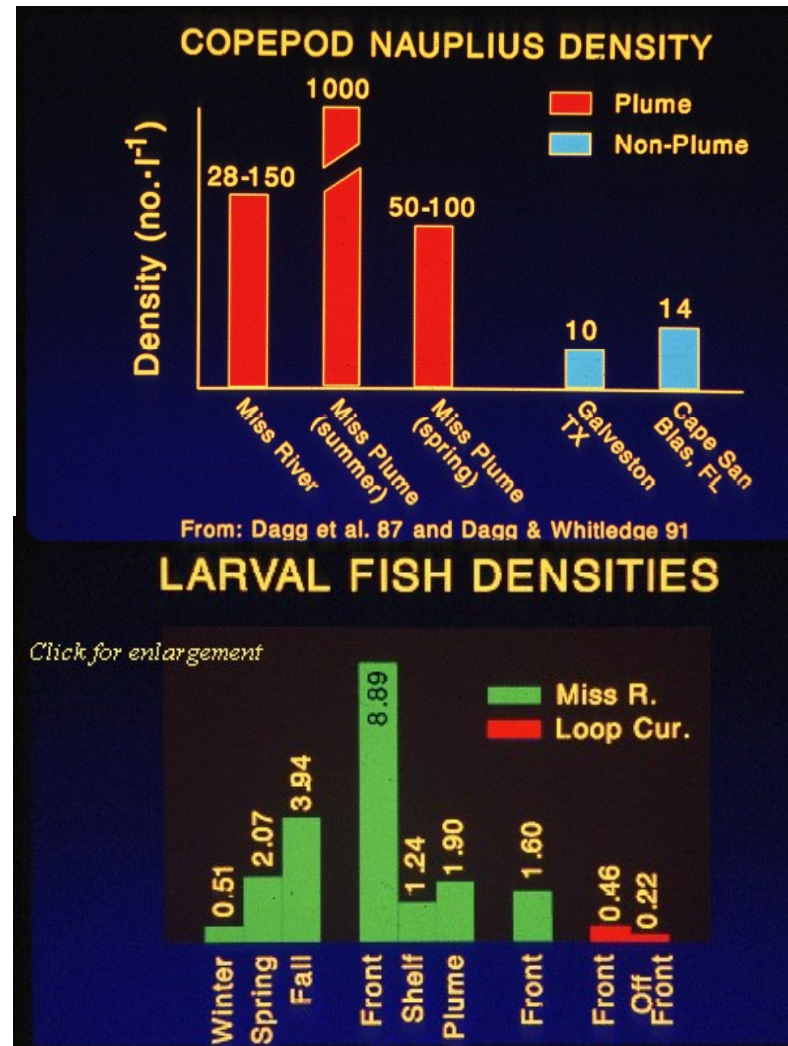 COPEPOD NAUPLIUS DENSITY
1000
Plume
Non-Plume
Density (no.·l-1)
28-150
50-100
10
14
Miss River
Miss Plume
(summer)
Miss Plume
(spring)
Galveston
TX
Cape San
Blas, FL
From: Dagg et al. 87 and Dagg & Whitledge 91
LARVAL FISH DENSITIES
Click for enlargement
Miss R.
Loop Cur.
0.51
2.07
3.94
8.89
1.24
1.90
1.60
0.46
0.22
Winter
Spring
Fall
Front
Shelf
Plume
Front
Front
Off
Front